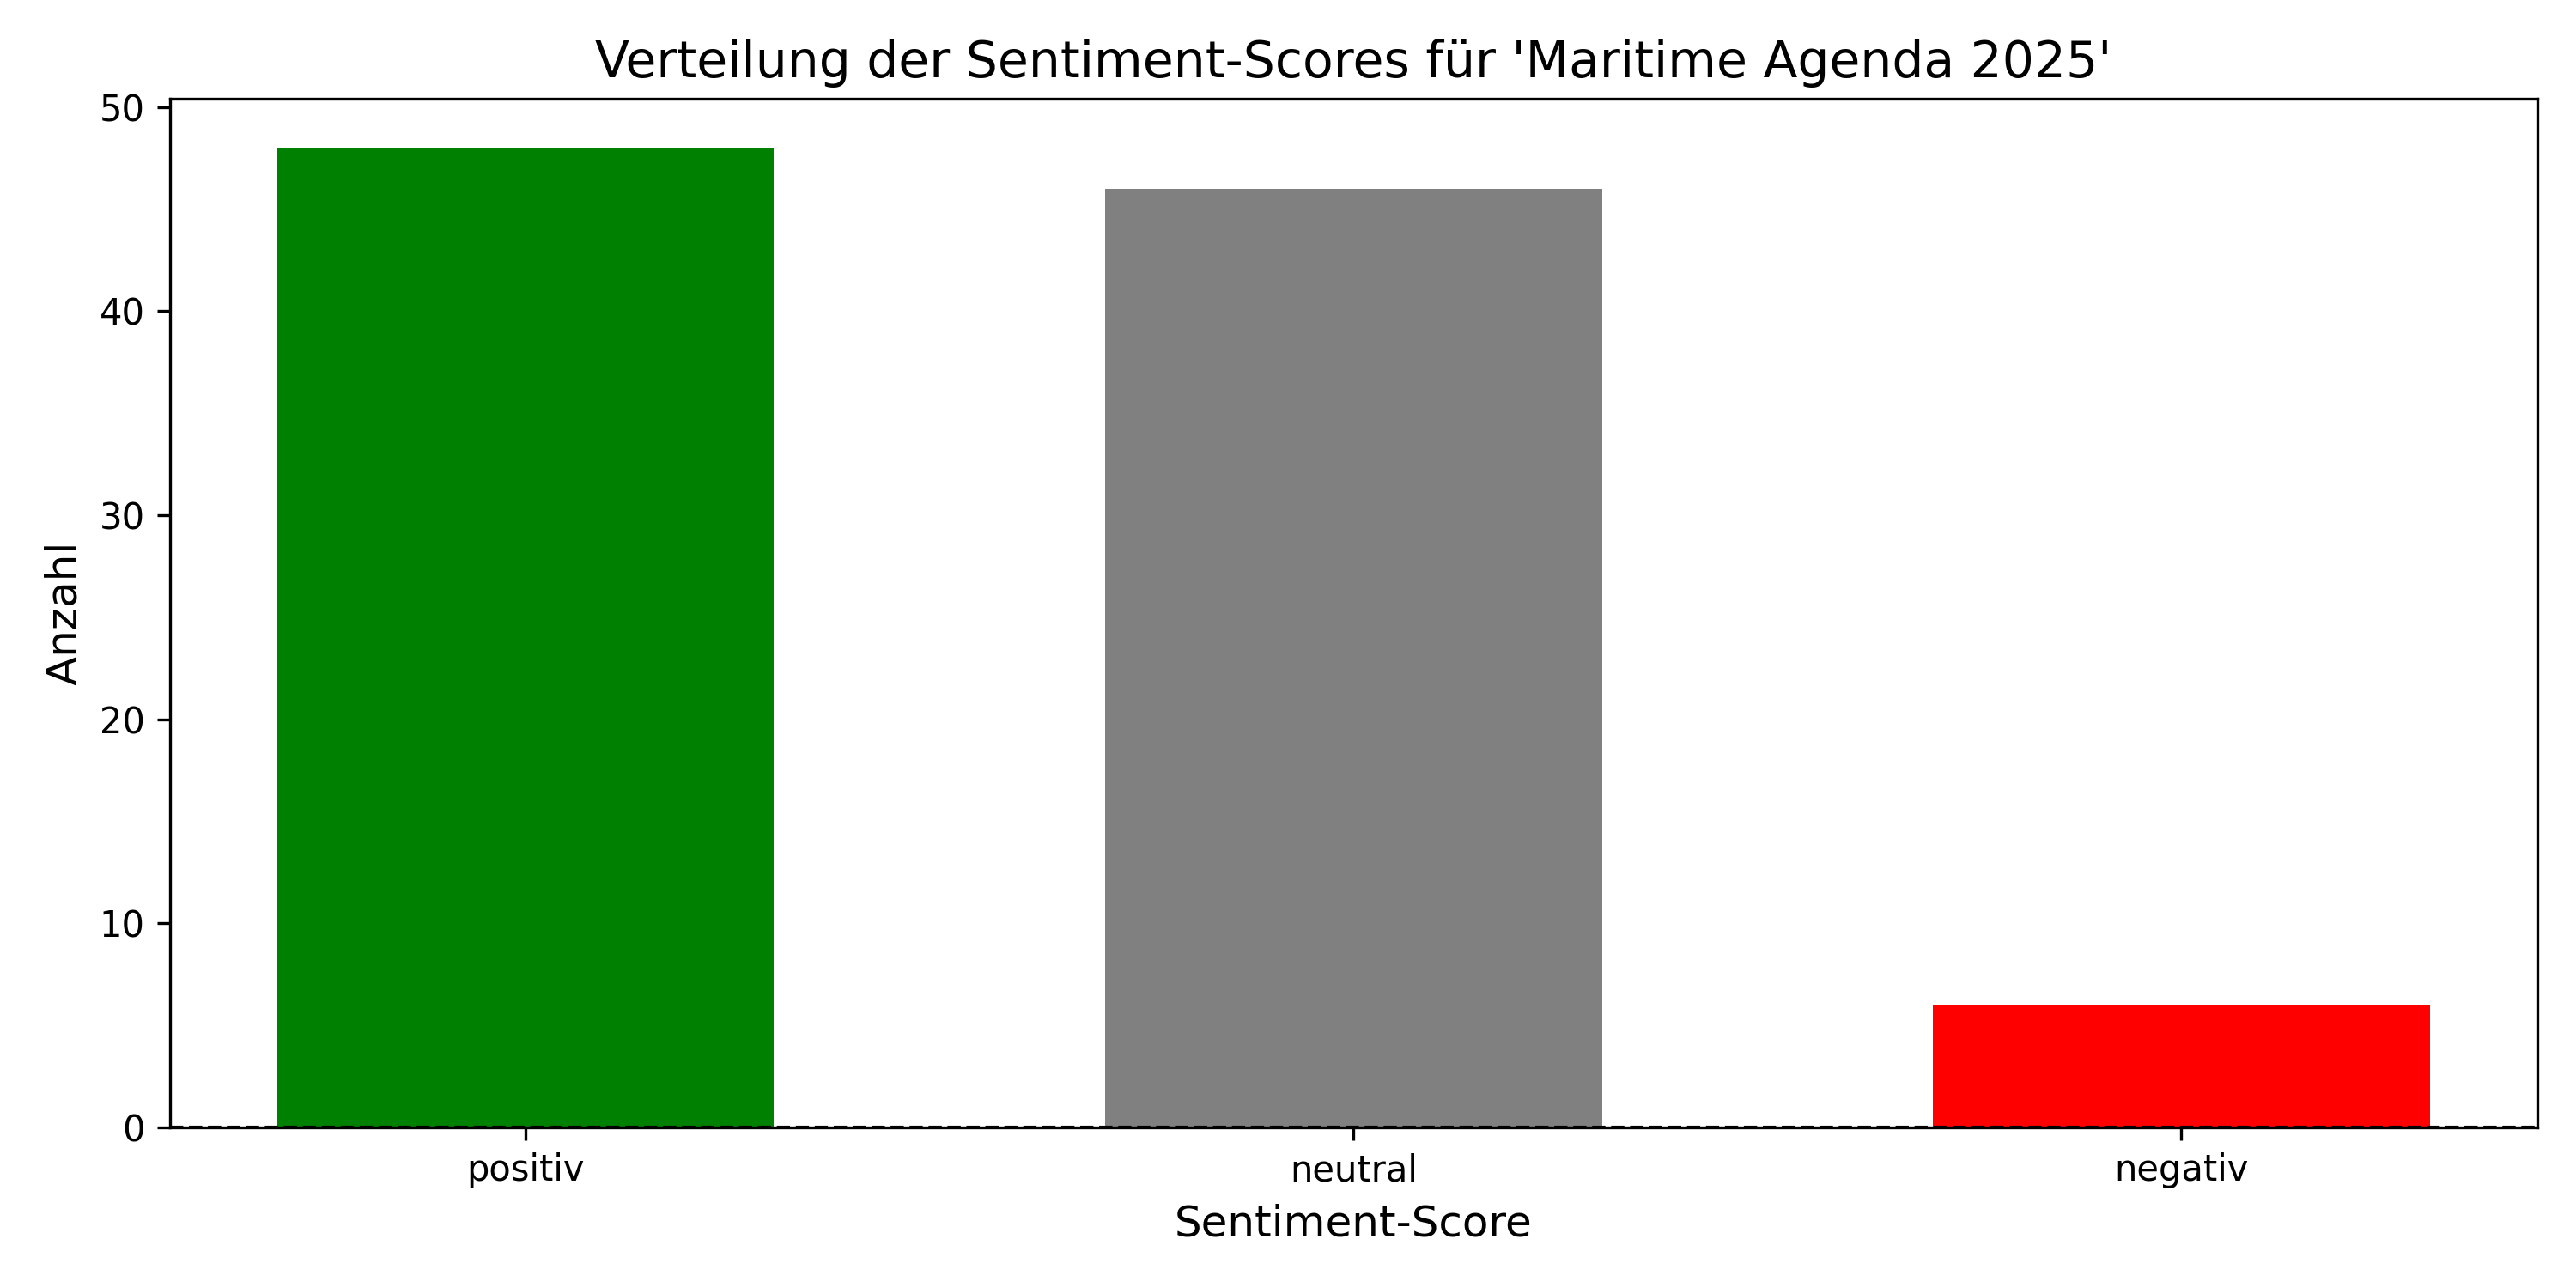 Verteilung der Sentiment-Scores für 'Maritime Agenda 2025'
50
40
30
20
10
0
Anzahl
positiv
neutral
negativ
Sentiment-Score